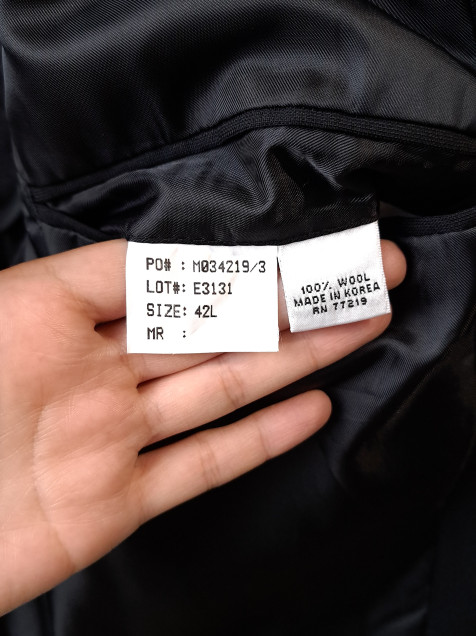 PO# : M034219/3
LOT#: E3131
SIZE: 42L
MR :
100% WOOL
MADE IN KOREA
RN 77219